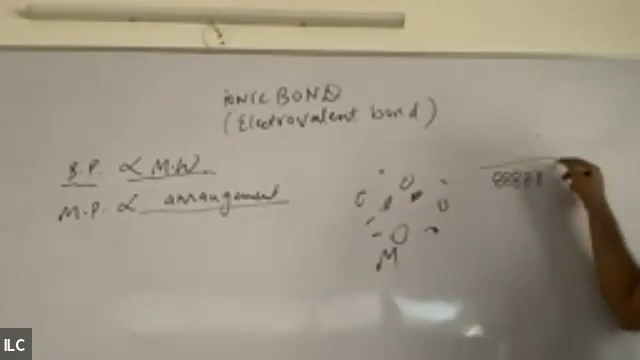 IONIC BOND
(Electrovalent bond)
B.P. ∝ M.W.
M.P. ∝ arrangement
M
ILC